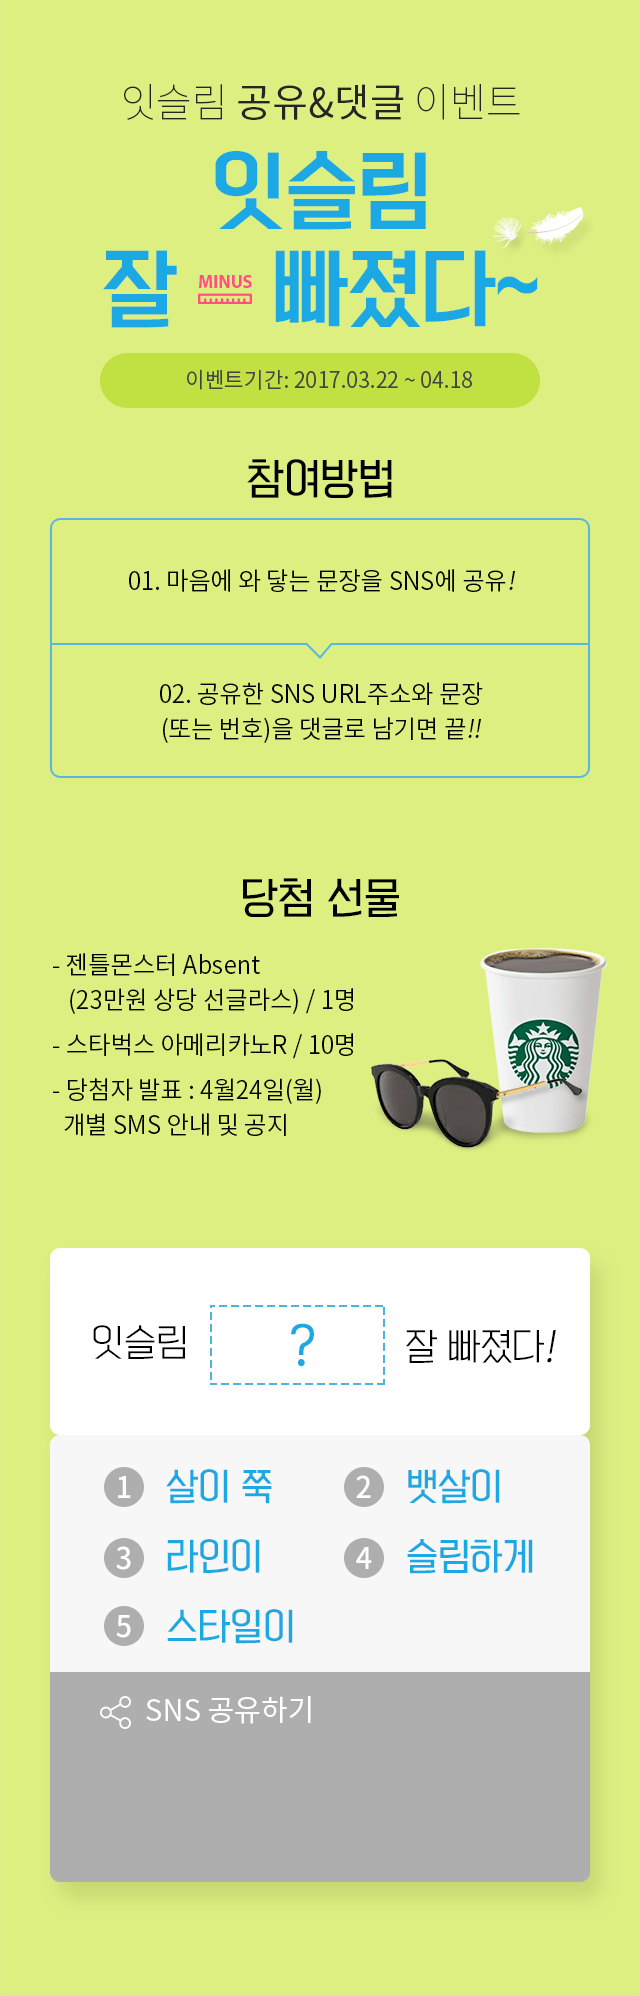 잇슬림 공유&댓글 이벤트
잇슬림
잘 MINUS 빠졌다~
이벤트기간: 2017.03.22 ~ 04.18
참여방법
01. 마음에 와 닿는 문장을 SNS에 공유!
02. 공유한 SNS URL주소와 문장
(또는 번호)을 댓글로 남기면 끝!!
당첨 선물
- 젠틀몬스터 Absent
(23만원 상당 선글라스) / 1명
- 스타벅스 아메리카노R / 10명
- 당첨자 발표 : 4월24일(월)
개별 SMS 안내 및 공지
잇슬림 ? 잘 빠졌다!
1 살이 쭉 2 뱃살이
3 라인이 4 슬림하게
5 스타일이
SNS 공유하기